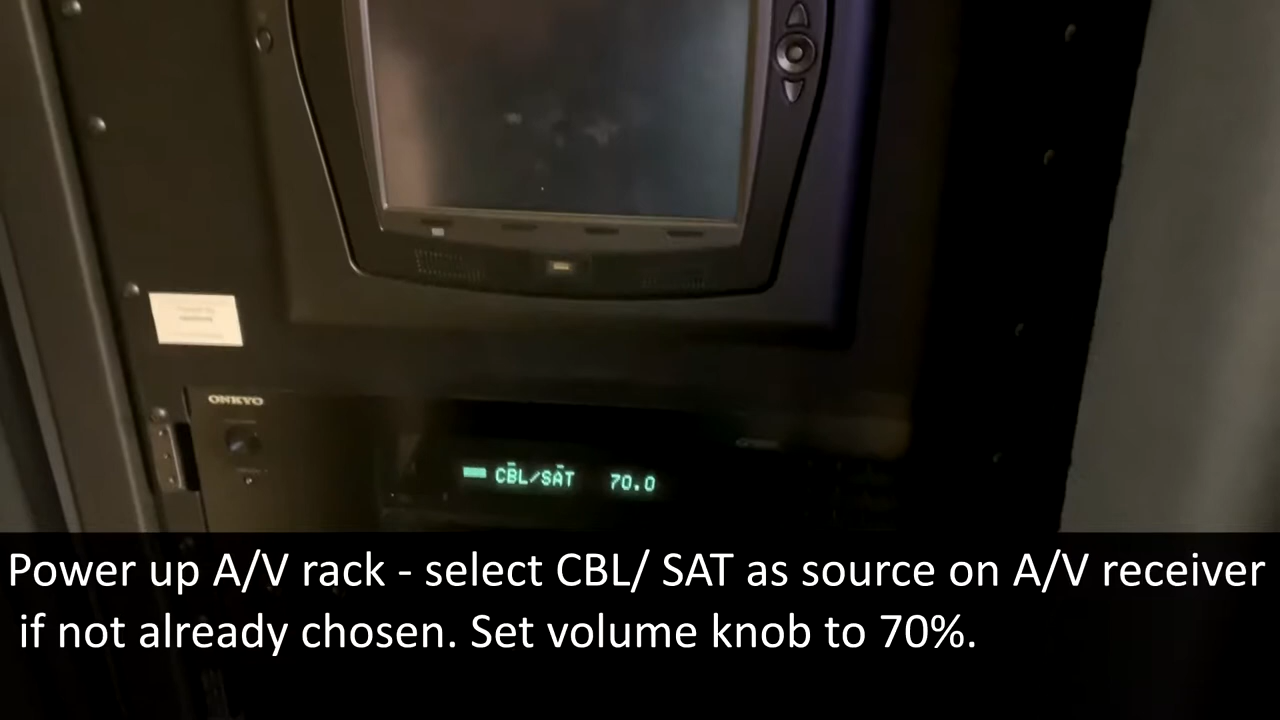 ONKYO
CBL/SAT 70.0
Power up A/V rack - select CBL/ SAT as source on A/V receiver
if not already chosen. Set volume knob to 70%.